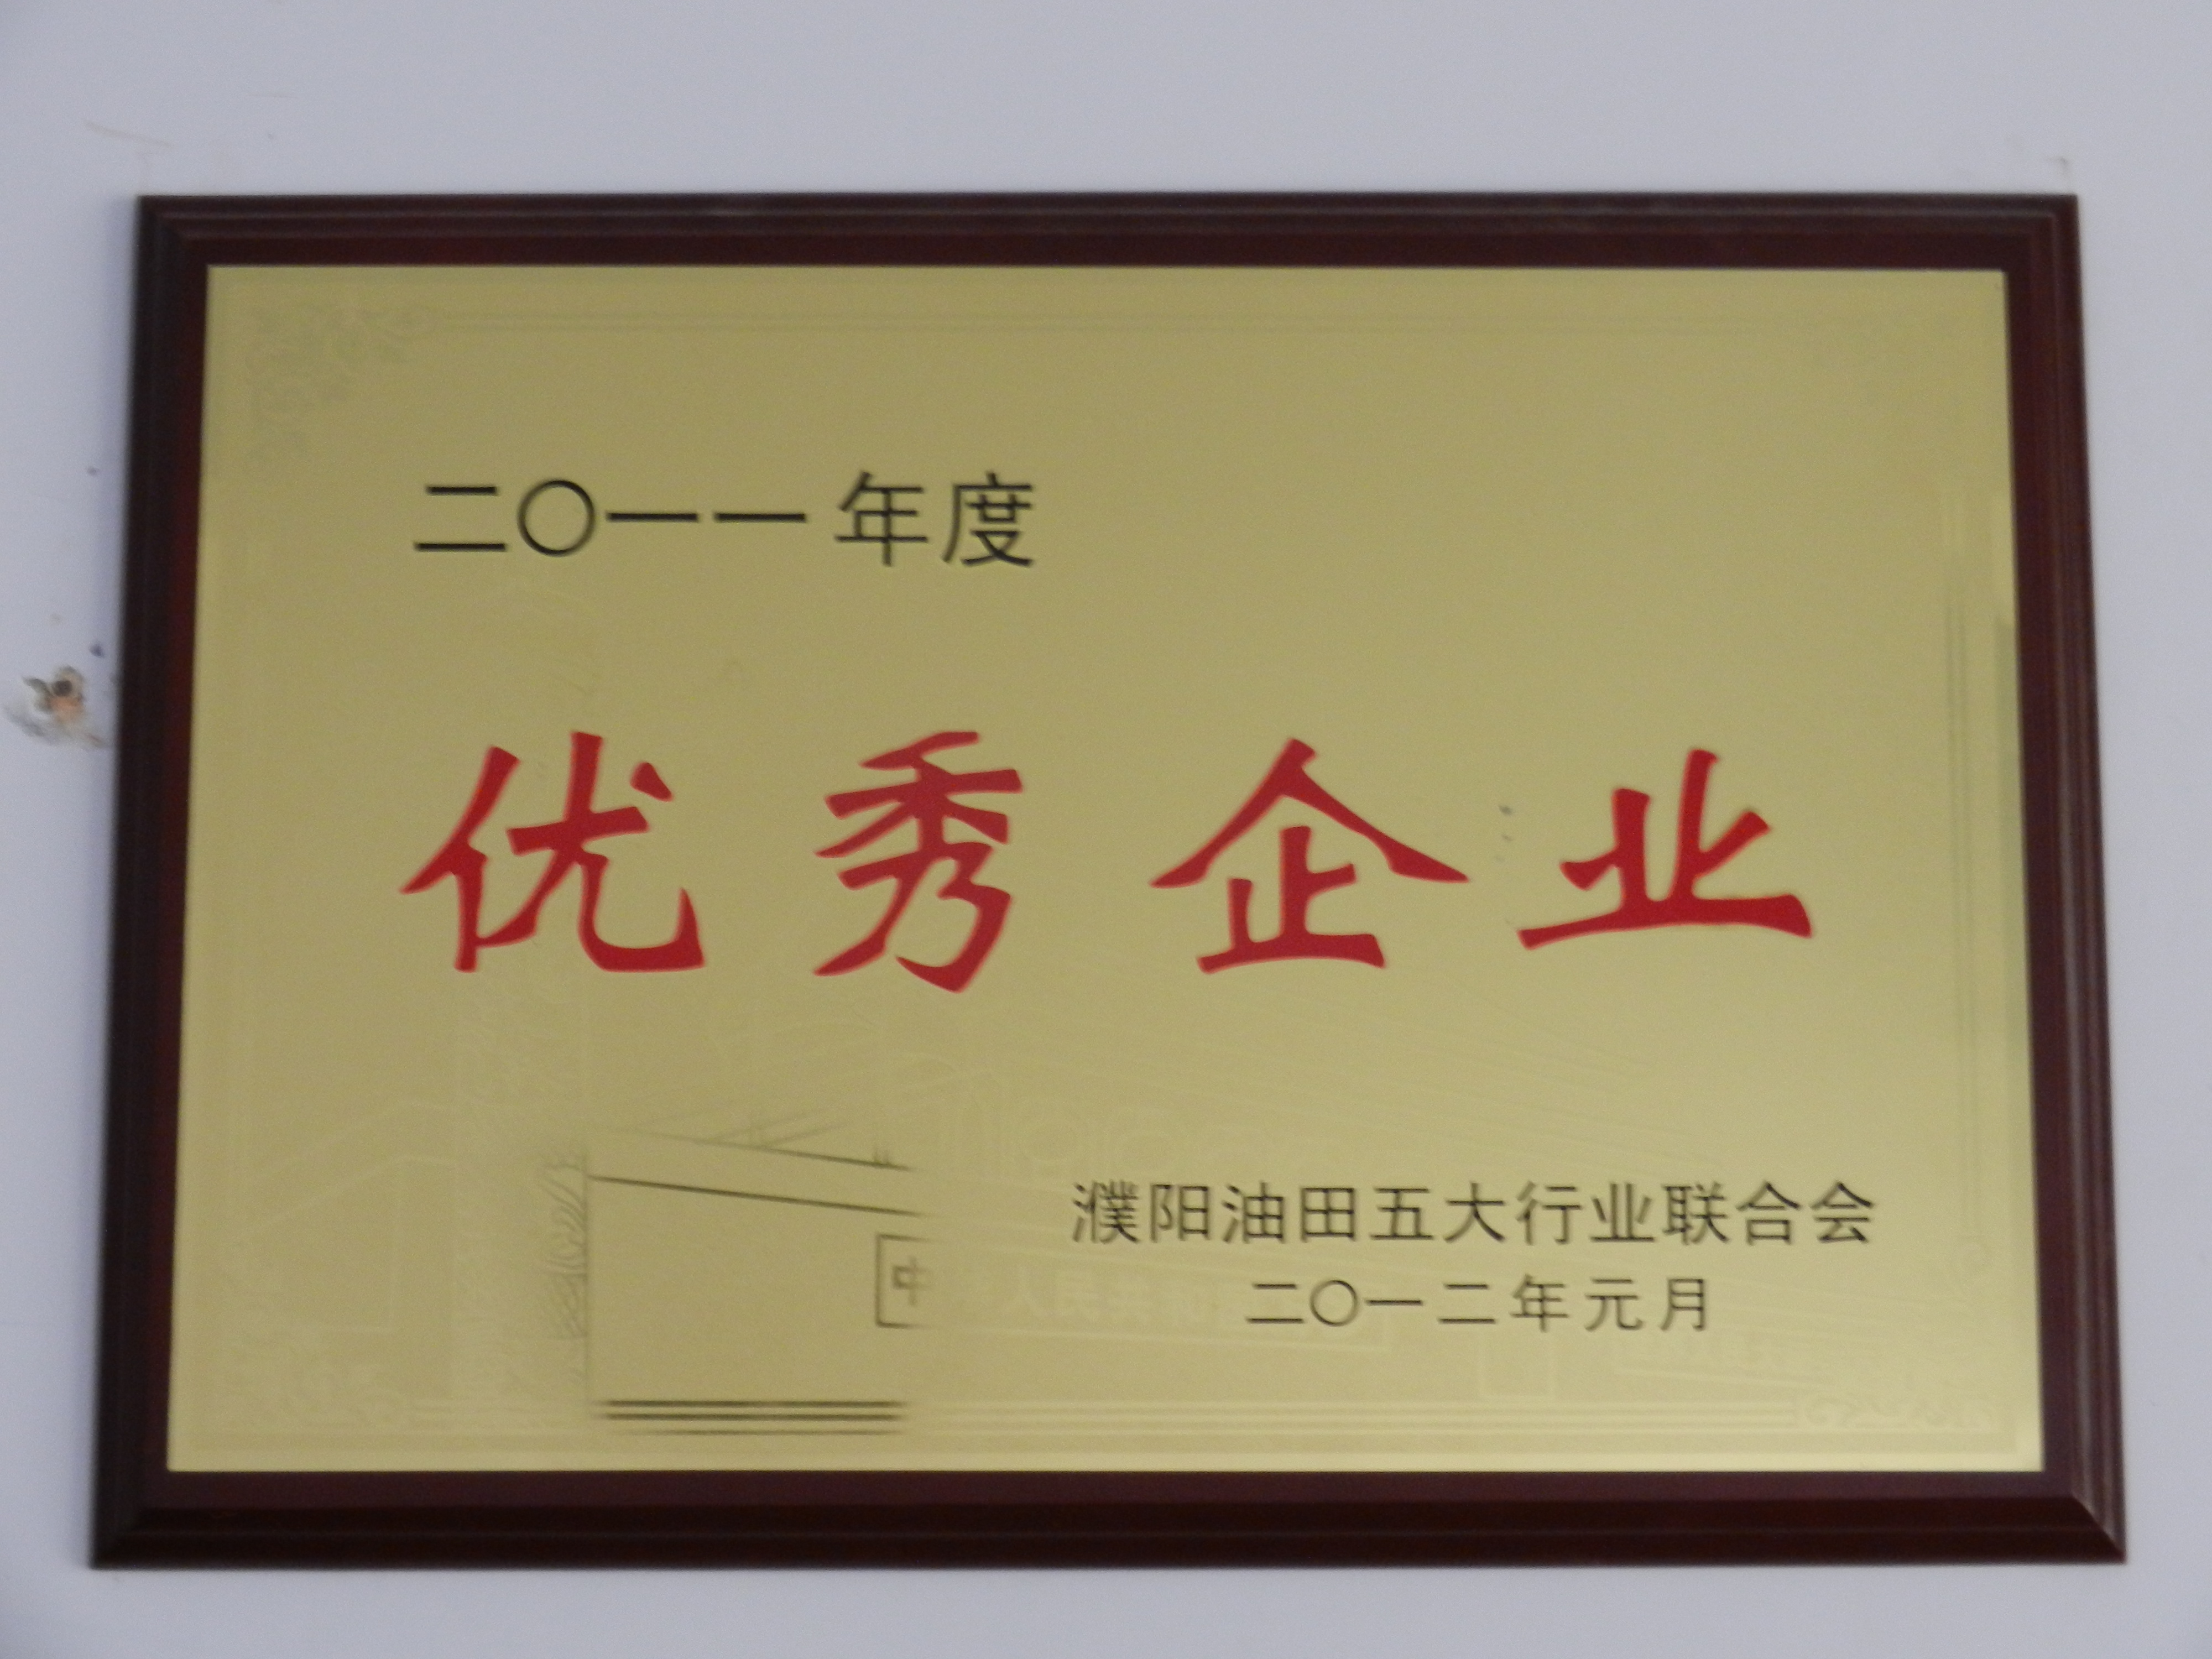 二〇一一年度
优秀企业
濮阳油田五大行业联合会
二〇一二年元月